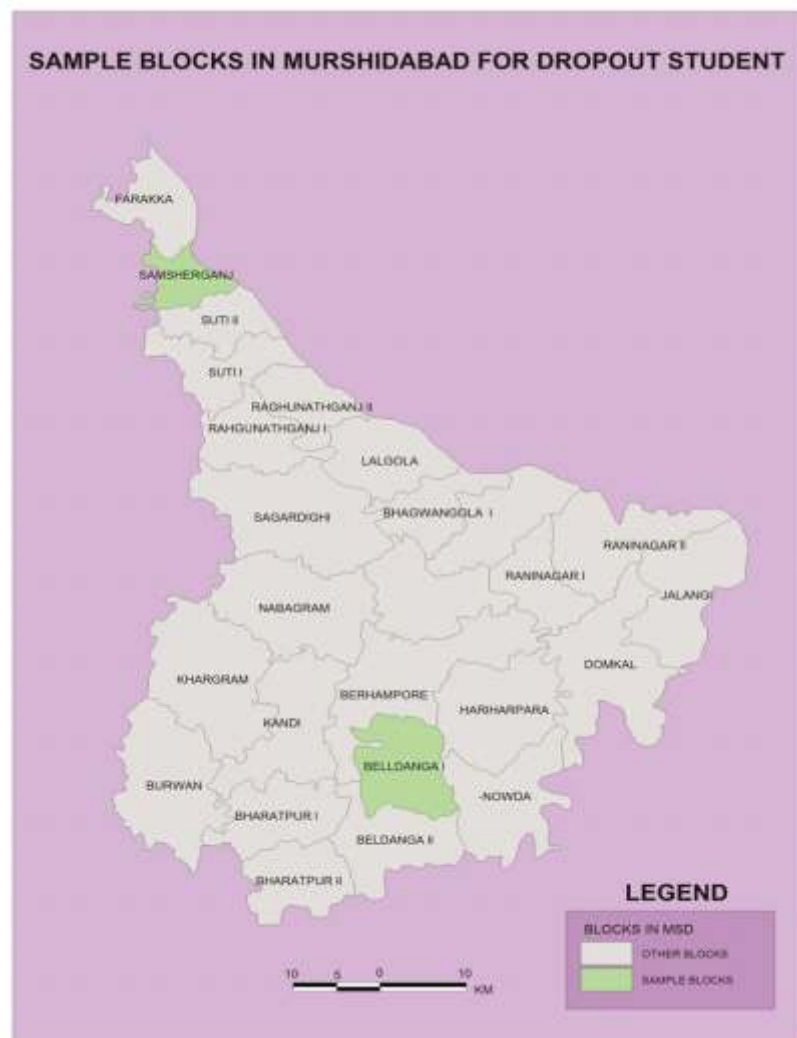 SAMPLE BLOCKS IN MURSHIDABAD FOR DROPOUT STUDENT
FARAKKA
SAMSHERGANJ
SUTI II
SUTI I
RAGHUNATHGANJ II
RAHGUNATHGANJ I
LALGOLA
SAGARDIGHI
BHAGWANGOLA I
RANINAGAR II
RANINAGAR I
JALANGI
NABAGRAM
DOMKAL
KHARGRAM
BERHAMPORE
HARIHARPARA
KANDI
BELLDANGA I
BURWAN
-NOWDA
BHARATPUR I
BELDANGA II
BHARATPUR II
LEGEND
BLOCKS IN MSD
OTHER BLOCKS
SAMPLE BLOCKS
10 5 0 10
KM